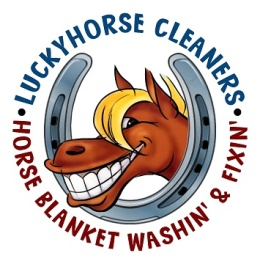 • LUCKYHORSE CLEANERS •
HORSE BLANKET WASHIN' & FIXIN'